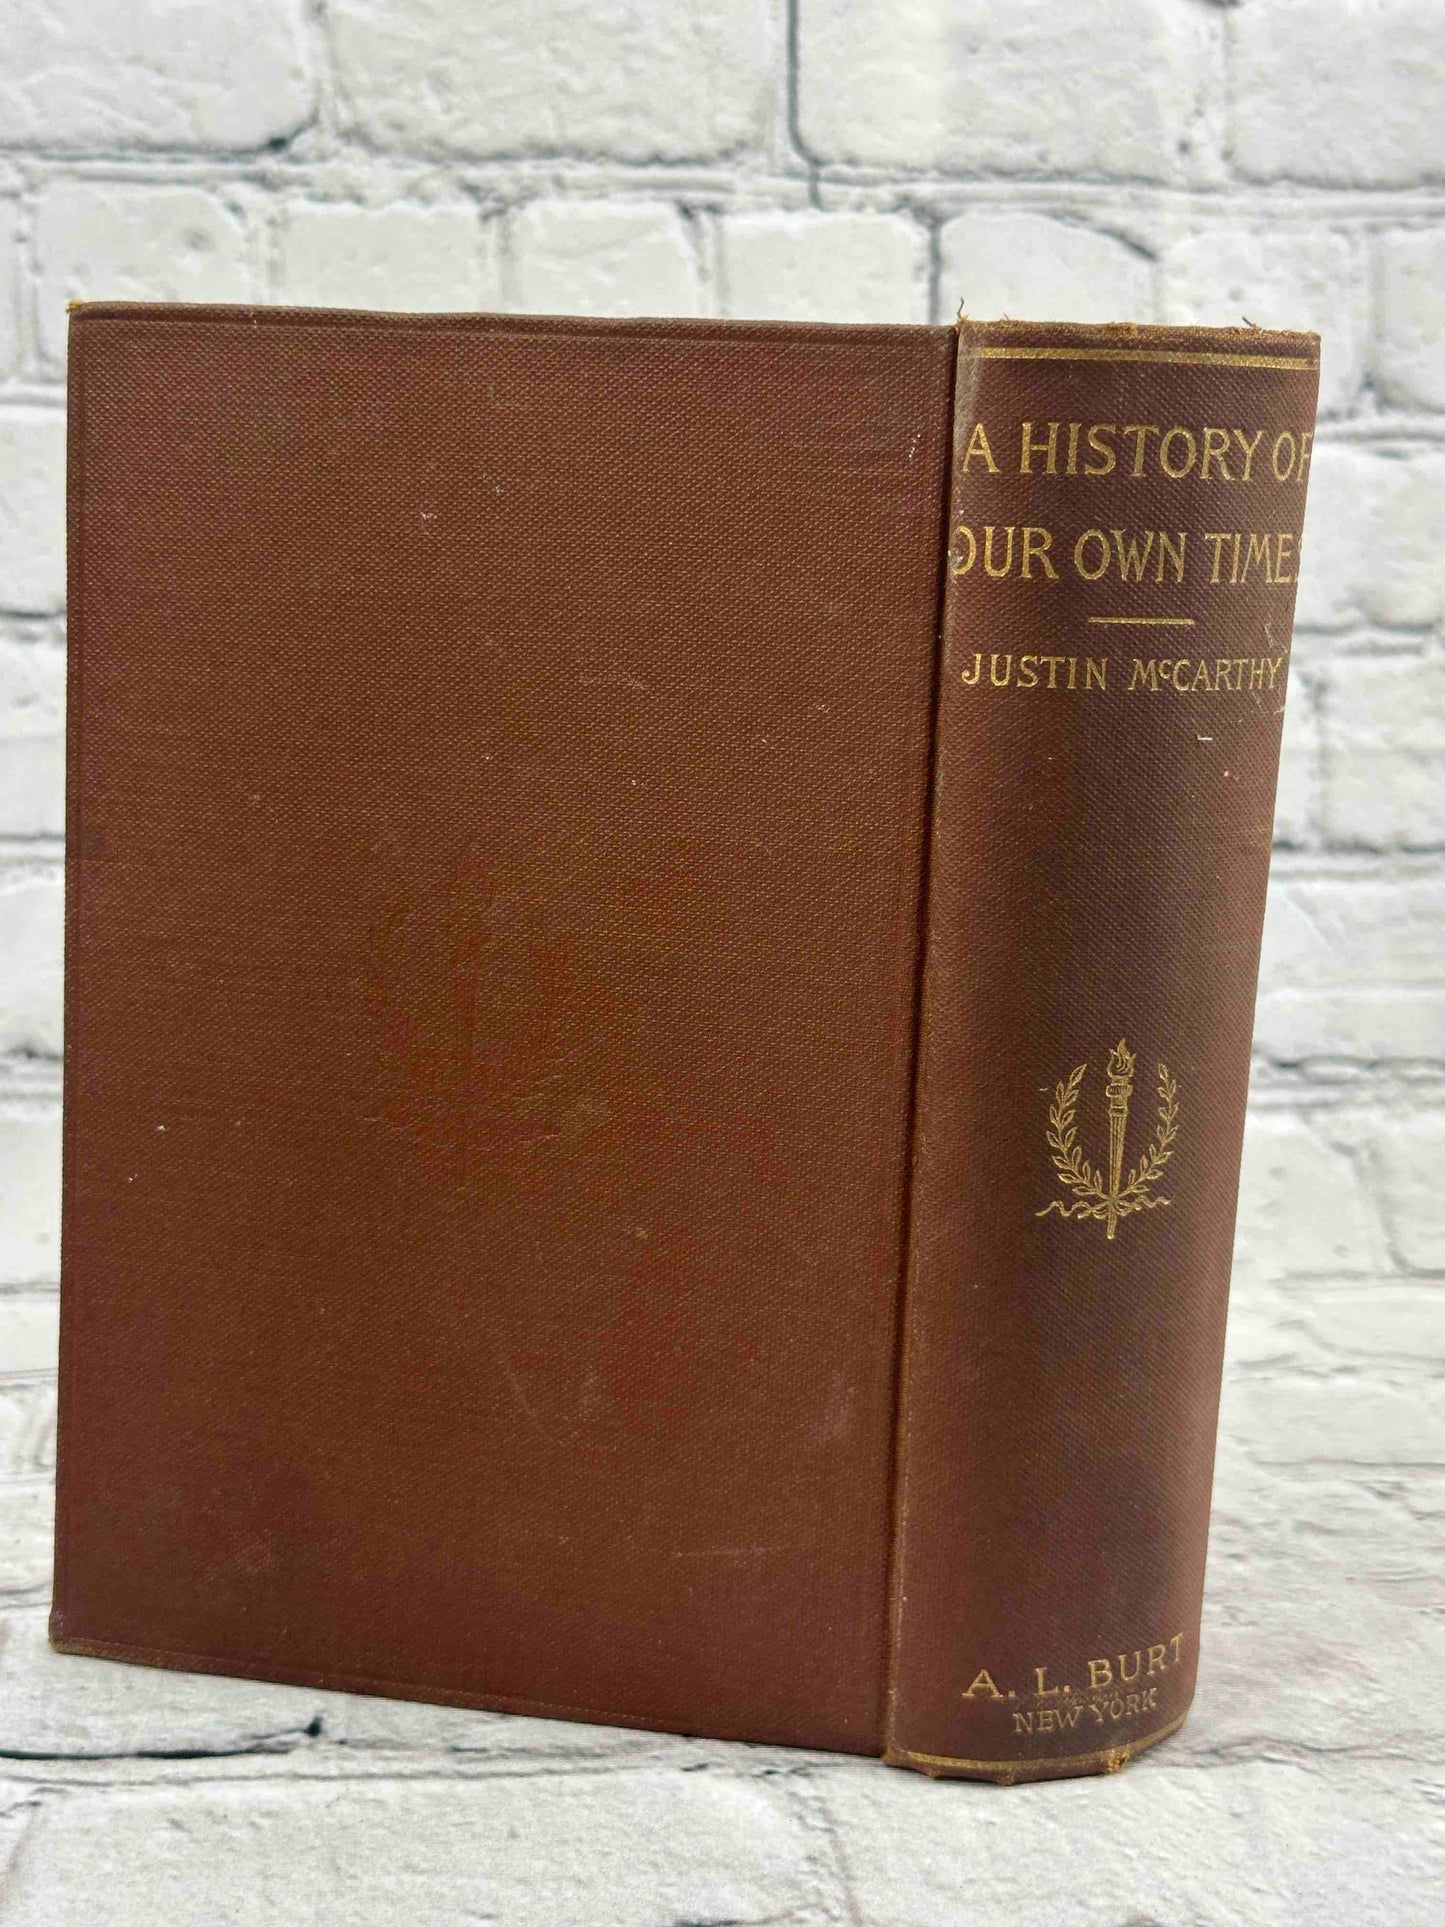 A HISTORY OF
OUR OWN TIMES
JUSTIN McCARTHY
A. L. BURT
NEW YORK